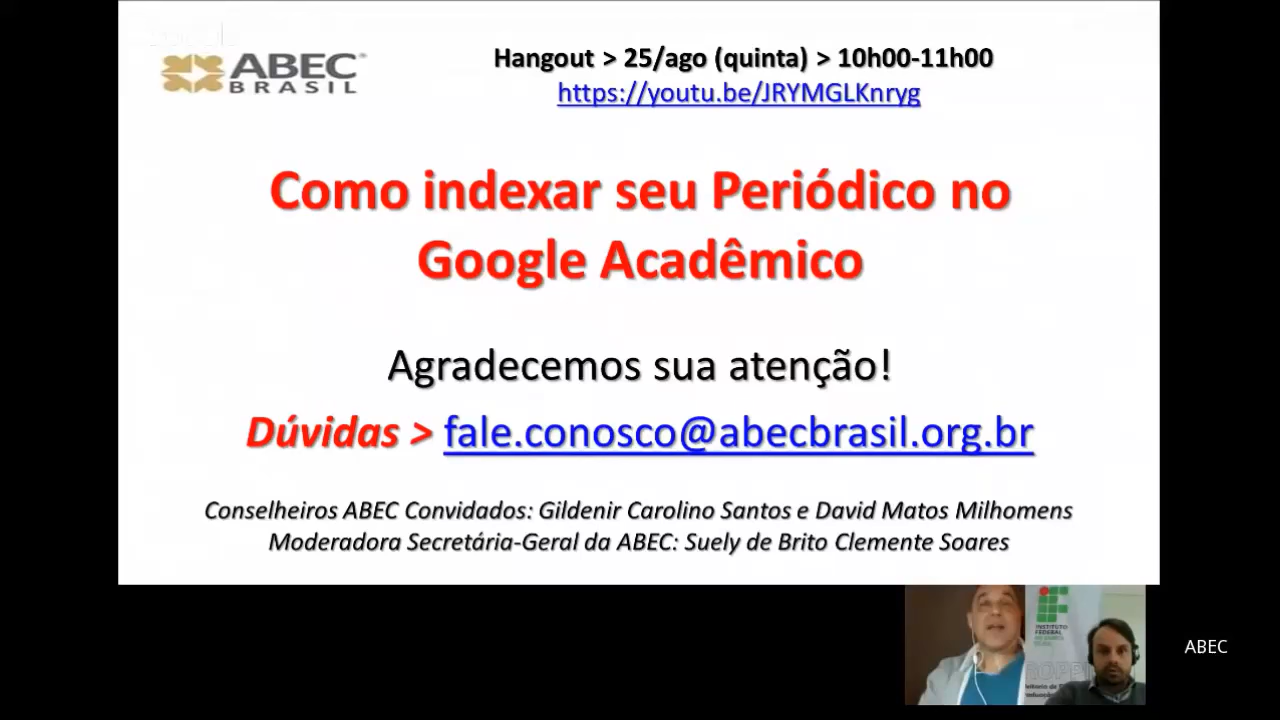 ABEC
BRASIL
Hangout > 25/ago (quinta) > 10h00-11h00
https://youtu.be/JRYMGLKnryg
Como indexar seu Periódico no
Google Acadêmico
Agradecemos sua atenção!
Dúvidas > fale.conosco@abecbrasil.org.br
Conselheiros ABEC Convidados: Gildenir Carolino Santos e David Matos Milhomens
Moderadora Secretária-Geral da ABEC: Suely de Brito Clemente Soares
INSTITUTO
FEDERAL
ABEC